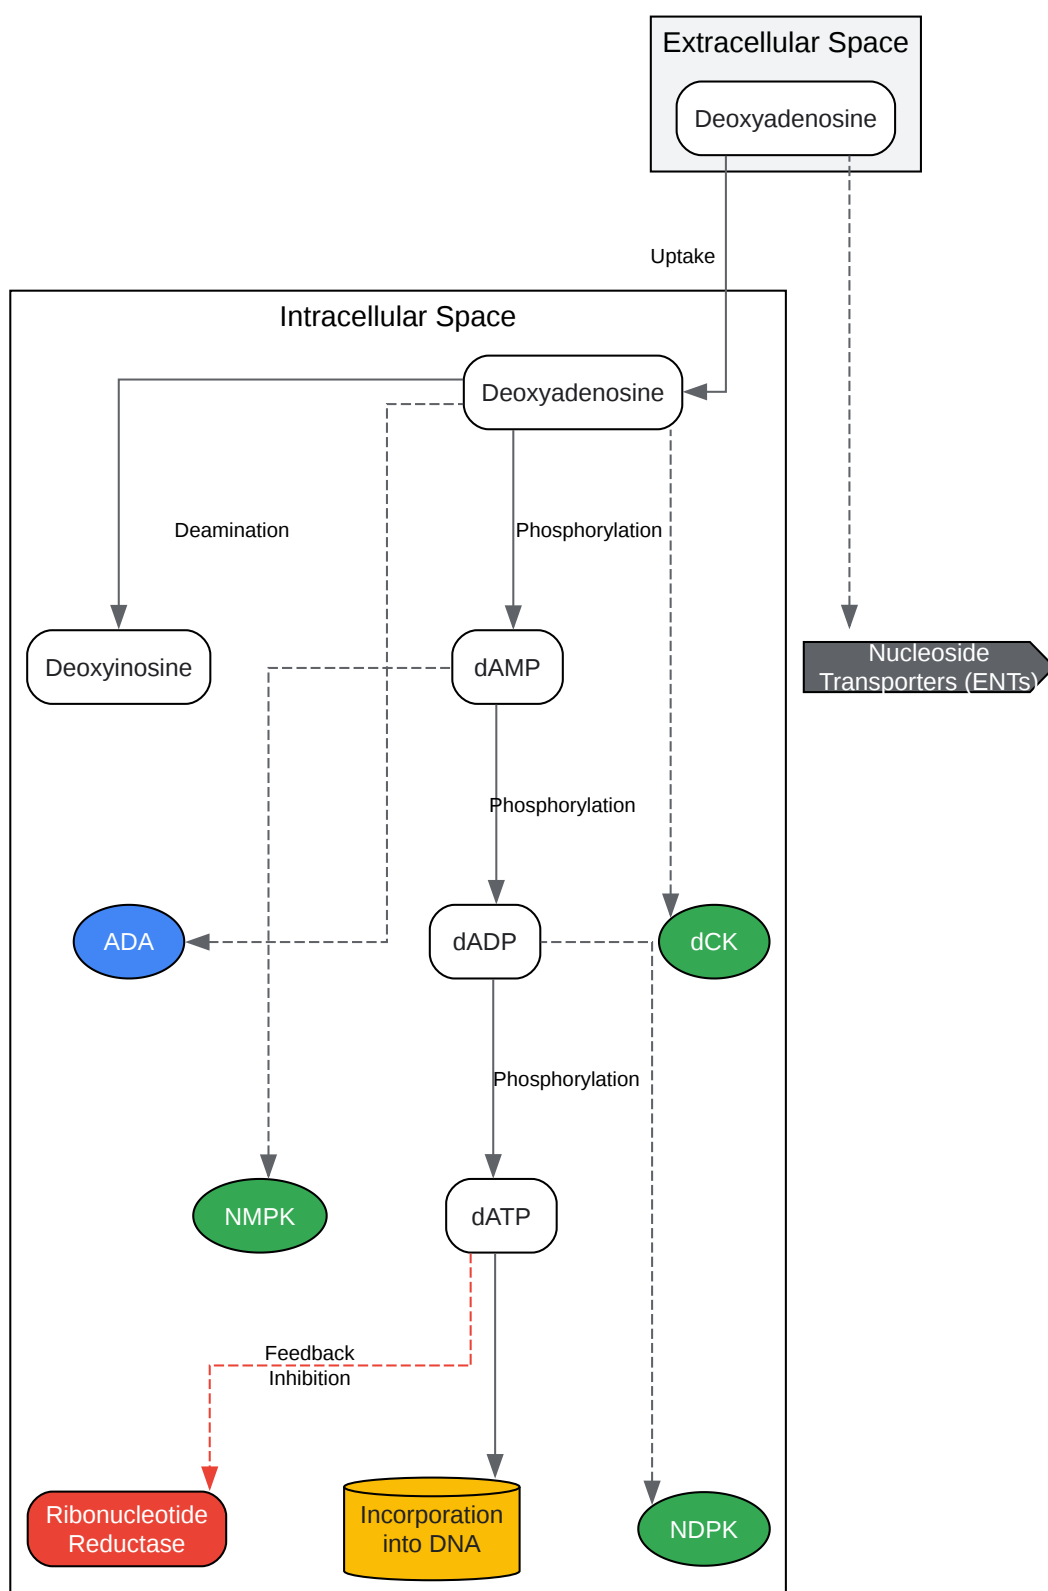 Extracellular Space
Deoxyadenosine
Uptake
Intracellular Space
Deoxyadenosine
Deamination
Phosphorylation
Deoxyinosine
dAMP
Nucleoside
Transporters (ENTs)
Phosphorylation
ADA
dADP
dCK
Phosphorylation
NMPK
dATP
Feedback
Inhibition
Ribonucleotide
Reductase
Incorporation
into DNA
NDPK